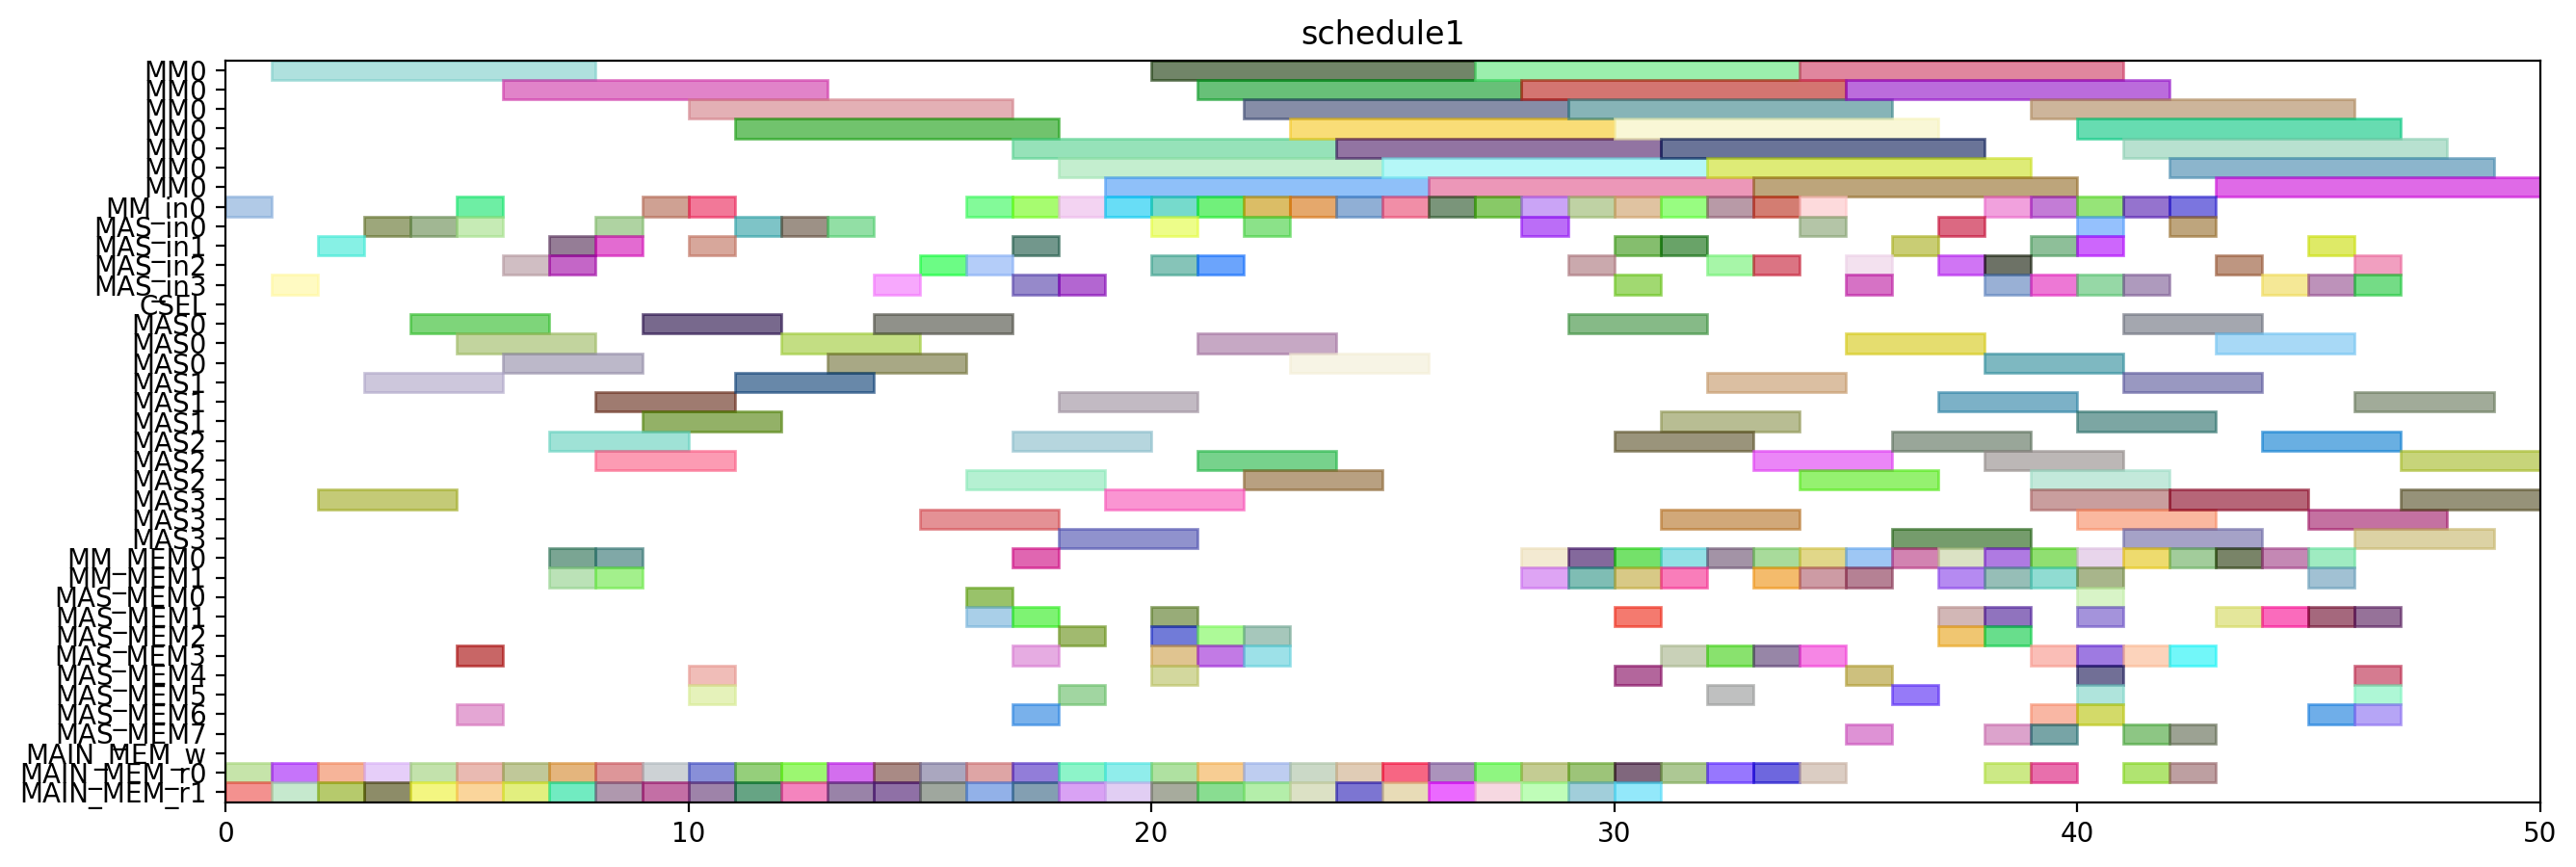 schedule1
MM0
MM0
MM0
MM0
MM0
MM0
MM0
MM_in0
MAS_in0
MAS_in1
MAS_in2
MAS_in3
CSEL
MAS0
MAS0
MAS0
MAS1
MAS1
MAS1
MAS2
MAS2
MAS2
MAS3
MAS3
MAS3
MM_MEM0
MM_MEM1
MAS_MEM0
MAS_MEM1
MAS_MEM2
MAS_MEM3
MAS_MEM4
MAS_MEM5
MAS_MEM6
MAS_MEM7
MAIN_MEM_w
MAIN_MEM_r0
MAIN_MEM_r1
0 10 20 30 40 50